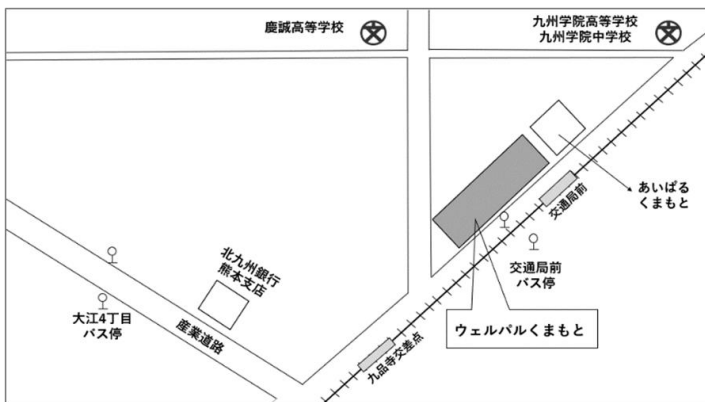 慶誠高等学校
九州学院高等学校
九州学院中学校
あいぱる
くまもと
交通局前
交通局前
バス停
ウェルパルくまもと
北九州銀行
熊本支店
大江4丁目
バス停
産業道路
九品寺交差点